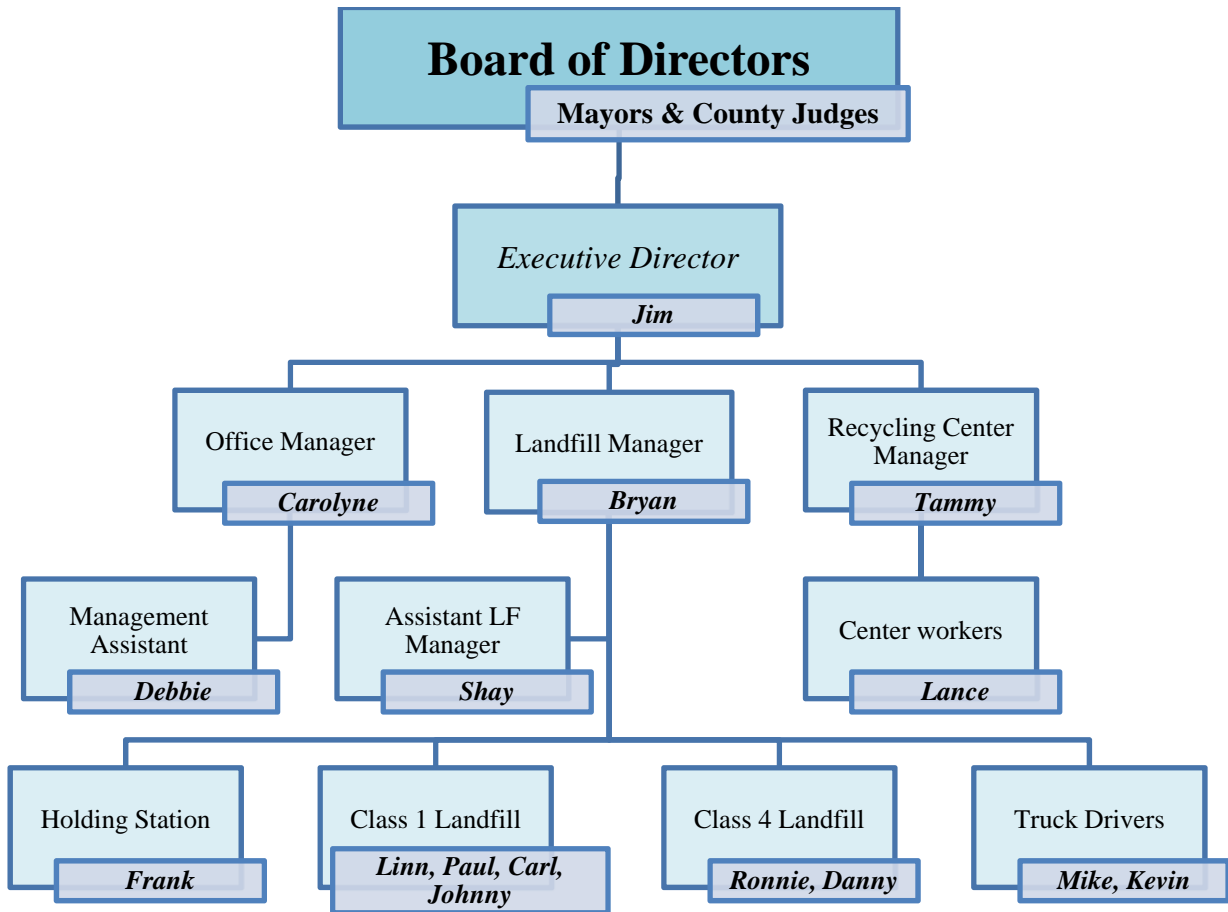 Board of Directors
Mayors & County Judges
Executive Director
Jim
Office Manager
Carolyne
Landfill Manager
Bryan
Recycling Center
Manager
Tammy
Management
Assistant
Debbie
Assistant LF
Manager
Shay
Center workers
Lance
Holding Station
Frank
Class 1 Landfill
Linn, Paul, Carl,
Johnny
Class 4 Landfill
Ronnie, Danny
Truck Drivers
Mike, Kevin